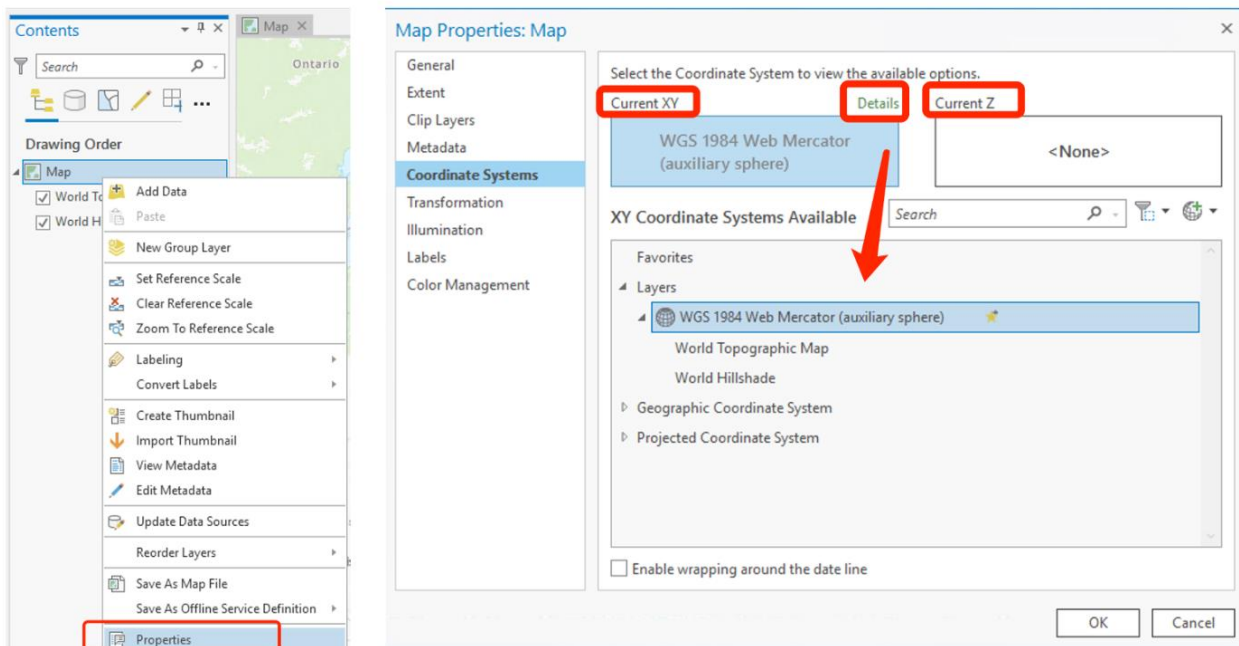 Contents
Search
Drawing Order
Map
World To
World H
Add Data
Paste
New Group Layer
Set Reference Scale
Clear Reference Scale
Zoom To Reference Scale
Labeling
Convert Labels
Create Thumbnail
Import Thumbnail
View Metadata
Edit Metadata
Update Data Sources
Reorder Layers
Save As Map File
Save As Offline Service Definition
Properties
Map
Ontario
Map Properties: Map
General
Extent
Clip Layers
Metadata
Coordinate Systems
Transformation
Illumination
Labels
Color Management
Select the Coordinate System to view the available options.
Current XY Details Current Z
WGS 1984 Web Mercator
(auxiliary sphere)
<None>
XY Coordinate Systems Available Search
Favorites
Layers
WGS 1984 Web Mercator (auxiliary sphere)
World Topographic Map
World Hillshade
Geographic Coordinate System
Projected Coordinate System
Enable wrapping around the date line
OK Cancel